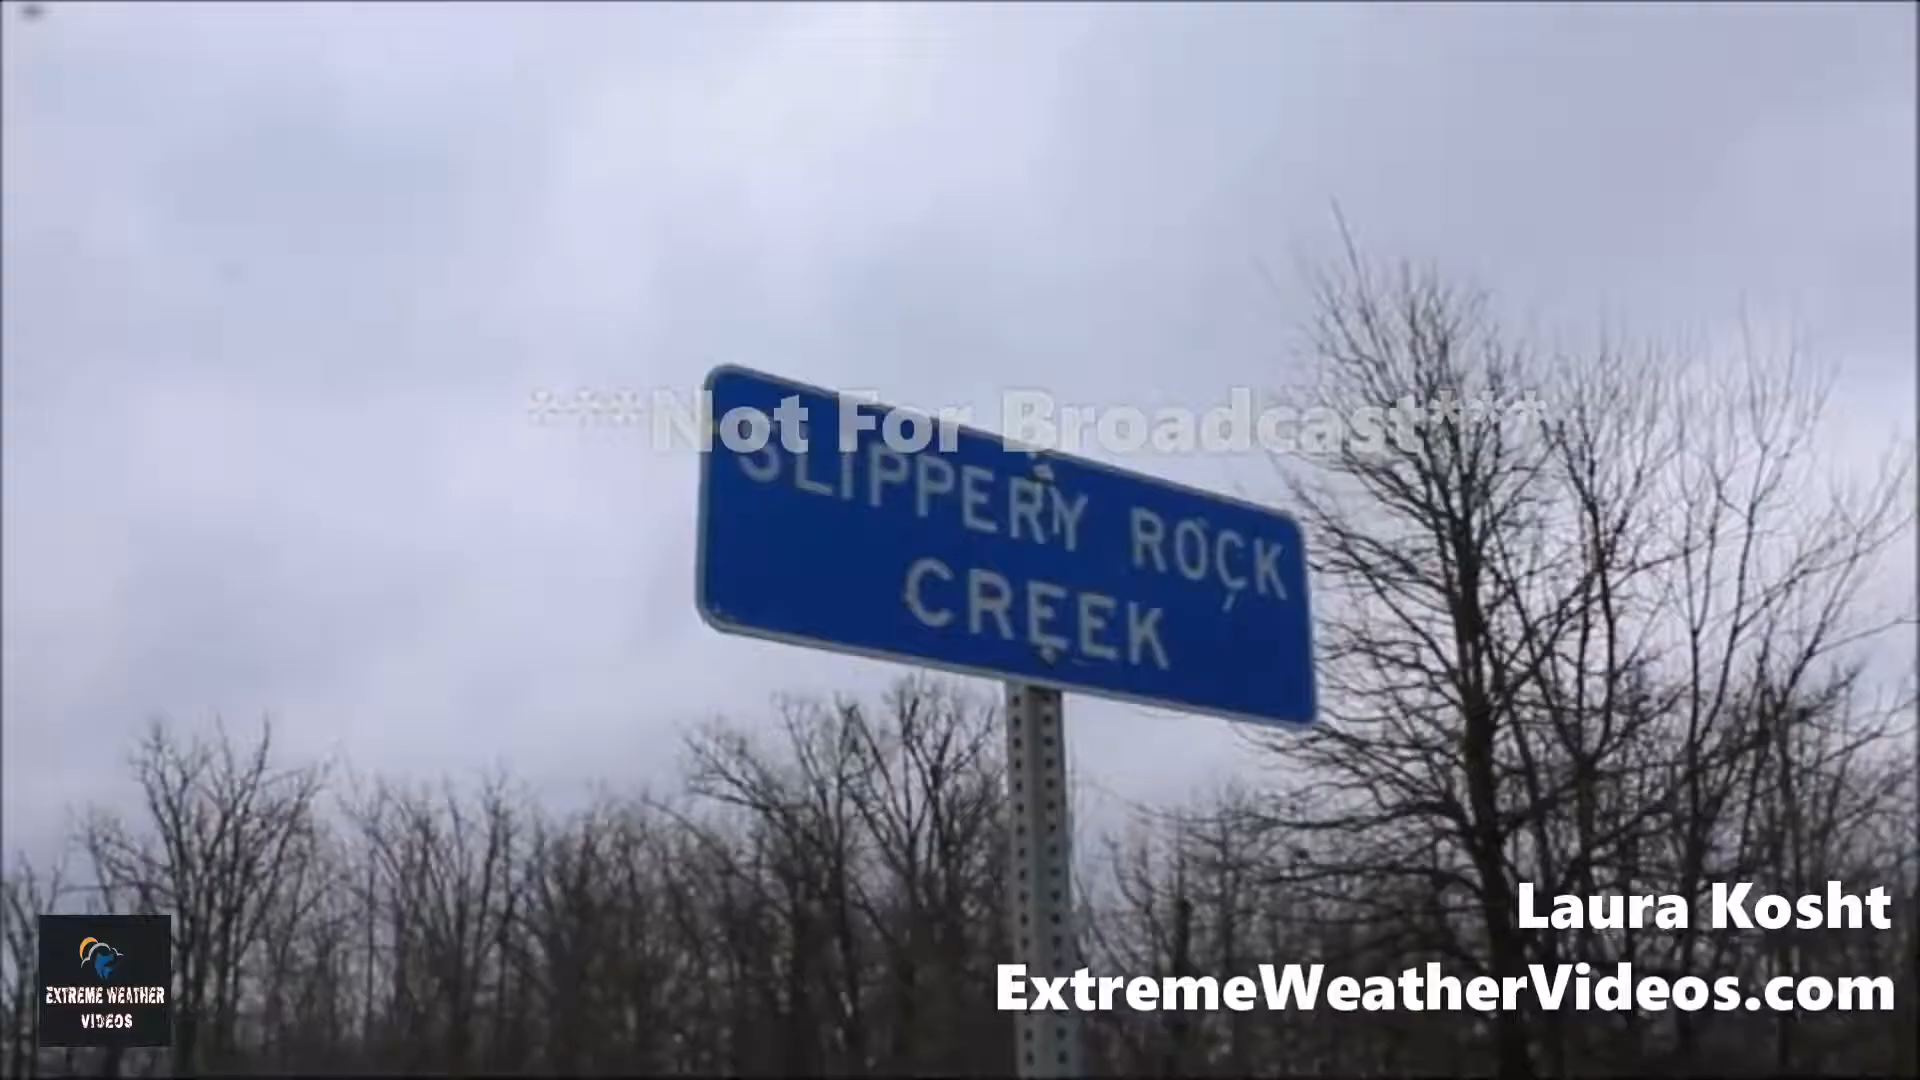 ***Not For Broadcast***
SLIPPERY ROCK
CREEK
Laura Kosht
ExtremeWeatherVideos.com
EXTREME WEATHER
VIDEOS